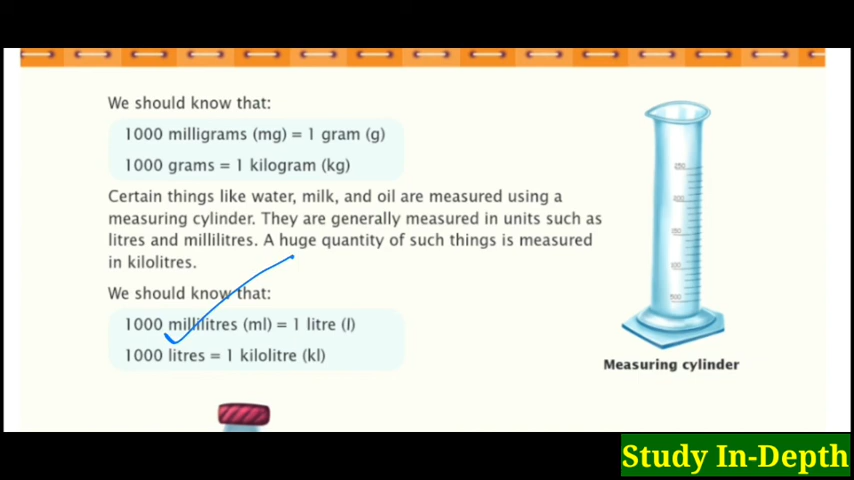 We should know that:
1000 milligrams (mg) = 1 gram (g)
1000 grams = 1 kilogram (kg)
Certain things like water, milk, and oil are measured using a
measuring cylinder. They are generally measured in units such as
litres and millilitres. A huge quantity of such things is measured
in kilolitres.
We should know that:
1000 millilitres (ml) = 1 litre (l)
1000 litres = 1 kilolitre (kl)
150
100
Measuring cylinder
Study In-Depth